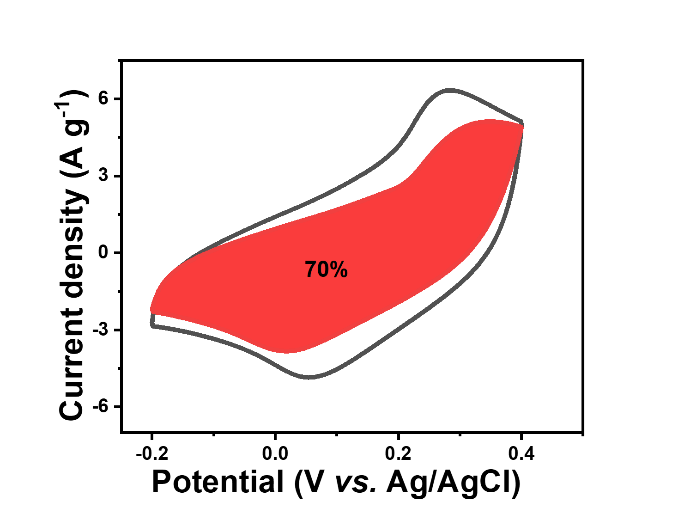 Current density (A g⁻¹)
6
3
0
-3
-6
70%
-0.2 0.0 0.2 0.4
Potential (V vs. Ag/AgCl)